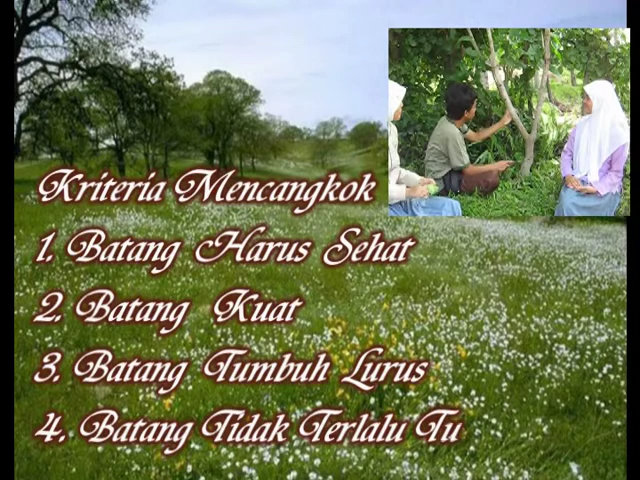 Kriteria Mencangkok
1. Batang Harus Sehat
2. Batang Kuat
3. Batang Tumbuh Lurus
4. Batang Tidak Terlalu Tu